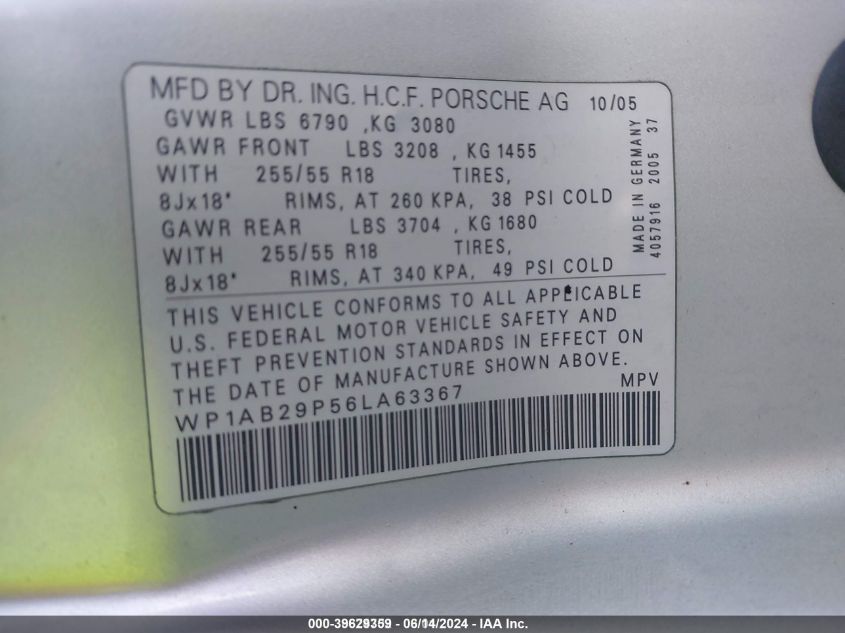 MFD BY DR. ING. H.C.F. PORSCHE AG 10/05
GVWR LBS 6790 ,KG 3080
GAWR FRONT LBS 3208 , KG 1455
WITH 255/55 R18 TIRES,
8Jx18" RIMS, AT 260 KPA, 38 PSI COLD
GAWR REAR LBS 3704 , KG 1680
WITH 255/55 R18 TIRES,
8Jx18" RIMS, AT 340 KPA, 49 PSI COLD
MADE IN GERMANY
4057916 2005 37
THIS VEHICLE CONFORMS TO ALL APPLICABLE
U.S. FEDERAL MOTOR VEHICLE SAFETY AND
THEFT PREVENTION STANDARDS IN EFFECT ON
THE DATE OF MANUFACTURE SHOWN ABOVE.
WP1AB29P56LA63367 MPV
000-39629359 - 06/14/2024 - IAA Inc.